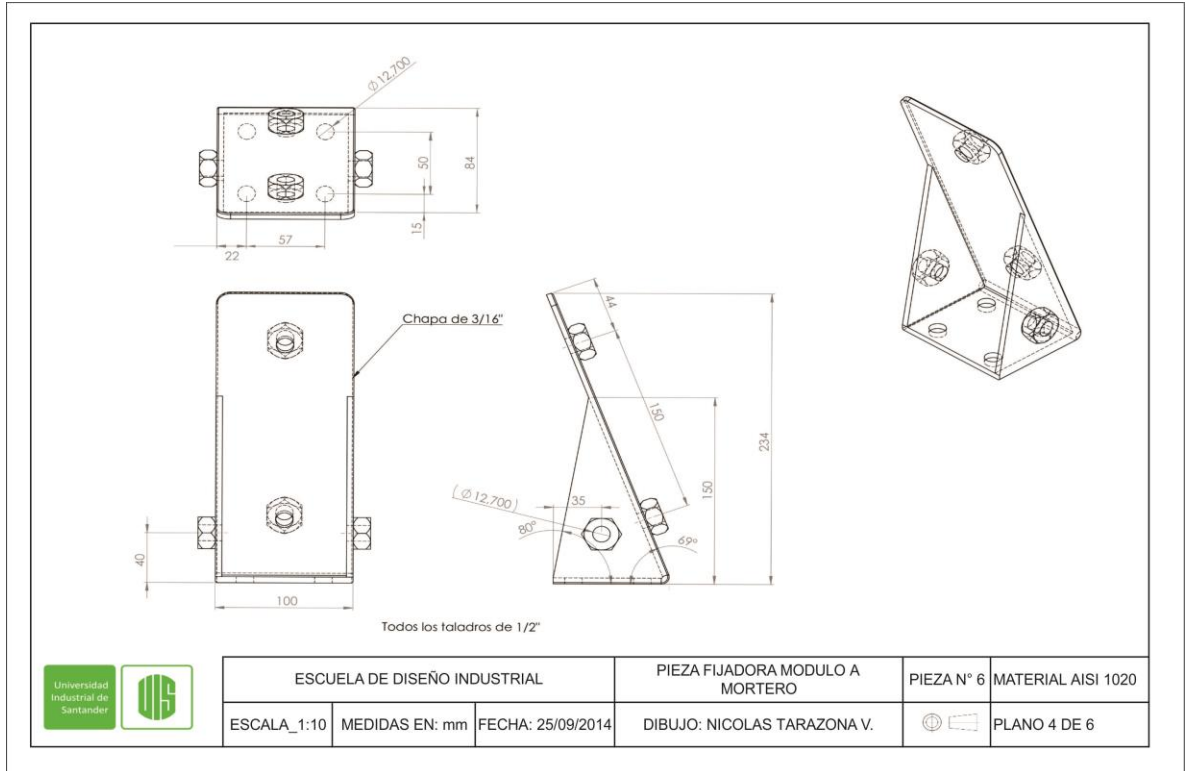 ∅ 12,700
50
84
15
57
22
Chapa de 3/16"
44
150
234
150
35
( ∅ 12,700 )
80°
69°
40
100
Todos los taladros de 1/2"
Universidad
Industrial de
Santander
UIS
ESCUELA DE DISEÑO INDUSTRIAL
PIEZA FIJADORA MODULO A
MORTERO
PIEZA N° 6
MATERIAL AISI 1020
ESCALA_1:10
MEDIDAS EN: mm
FECHA: 25/09/2014
DIBUJO: NICOLAS TARAZONA V.
PLANO 4 DE 6